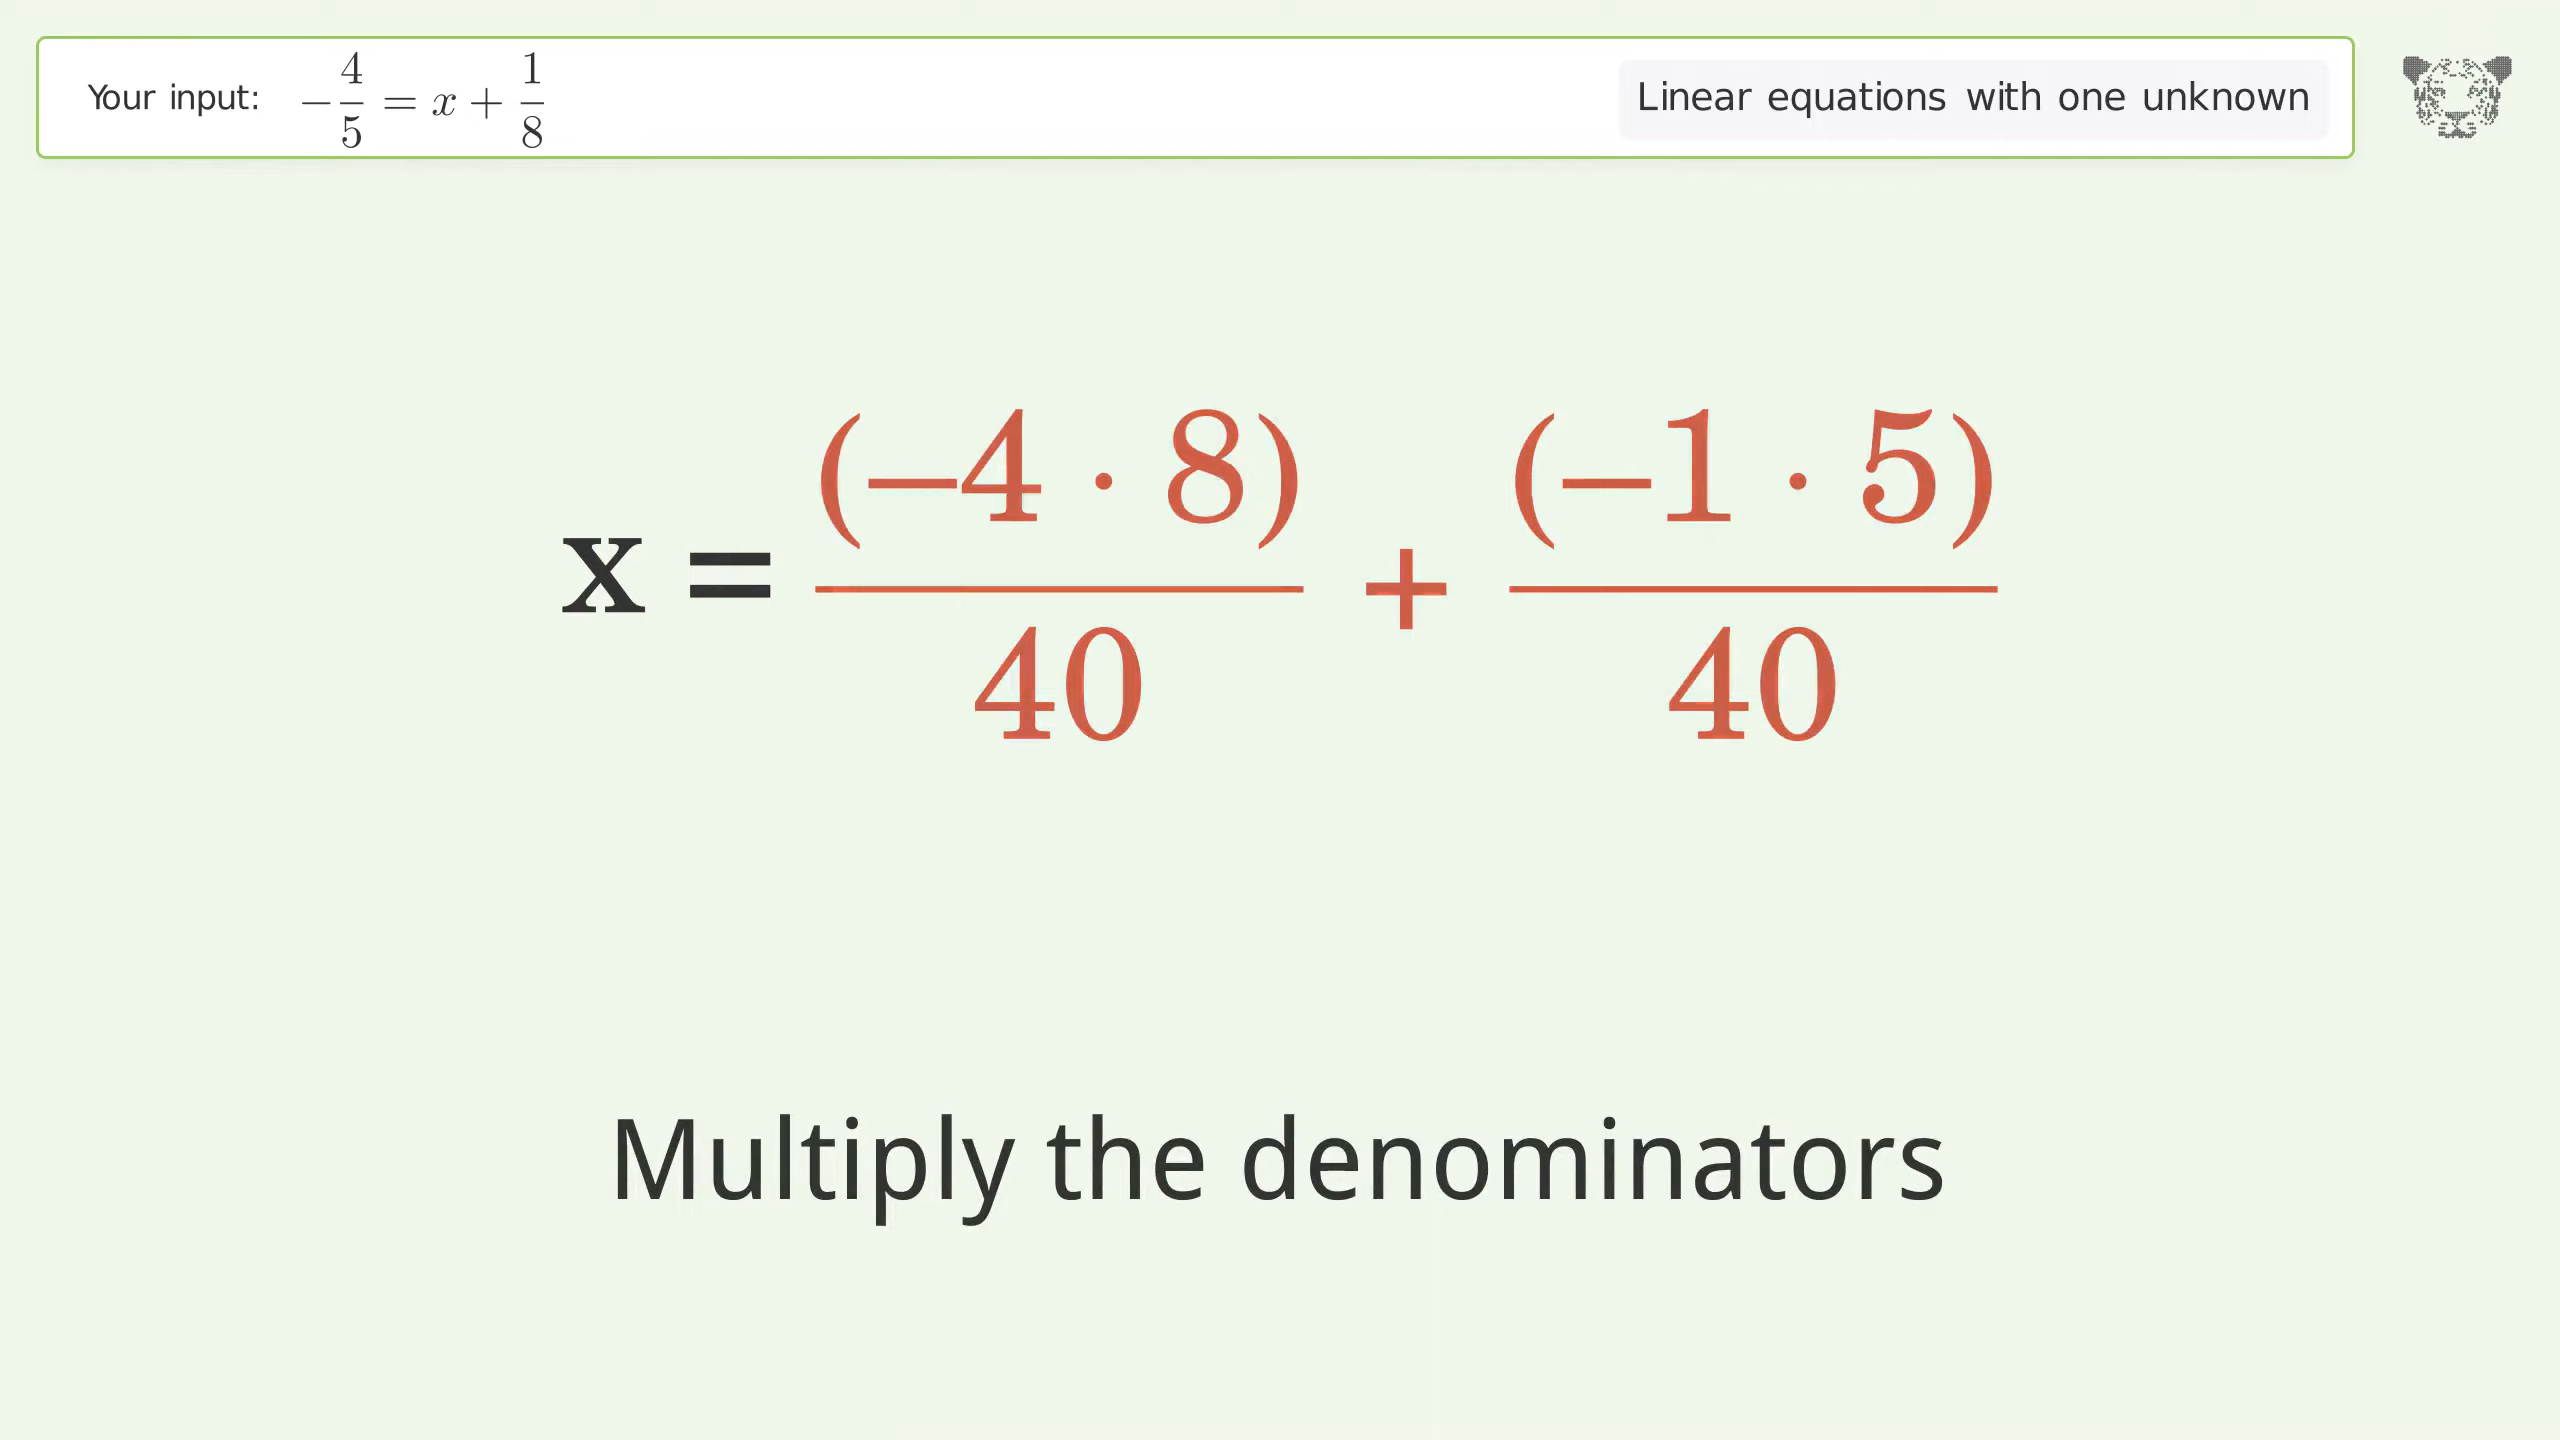 Your input: −4/5 = x + 1/8
Linear equations with one unknown
x = (−4 · 8)/40 + (−1 · 5)/40
Multiply the denominators